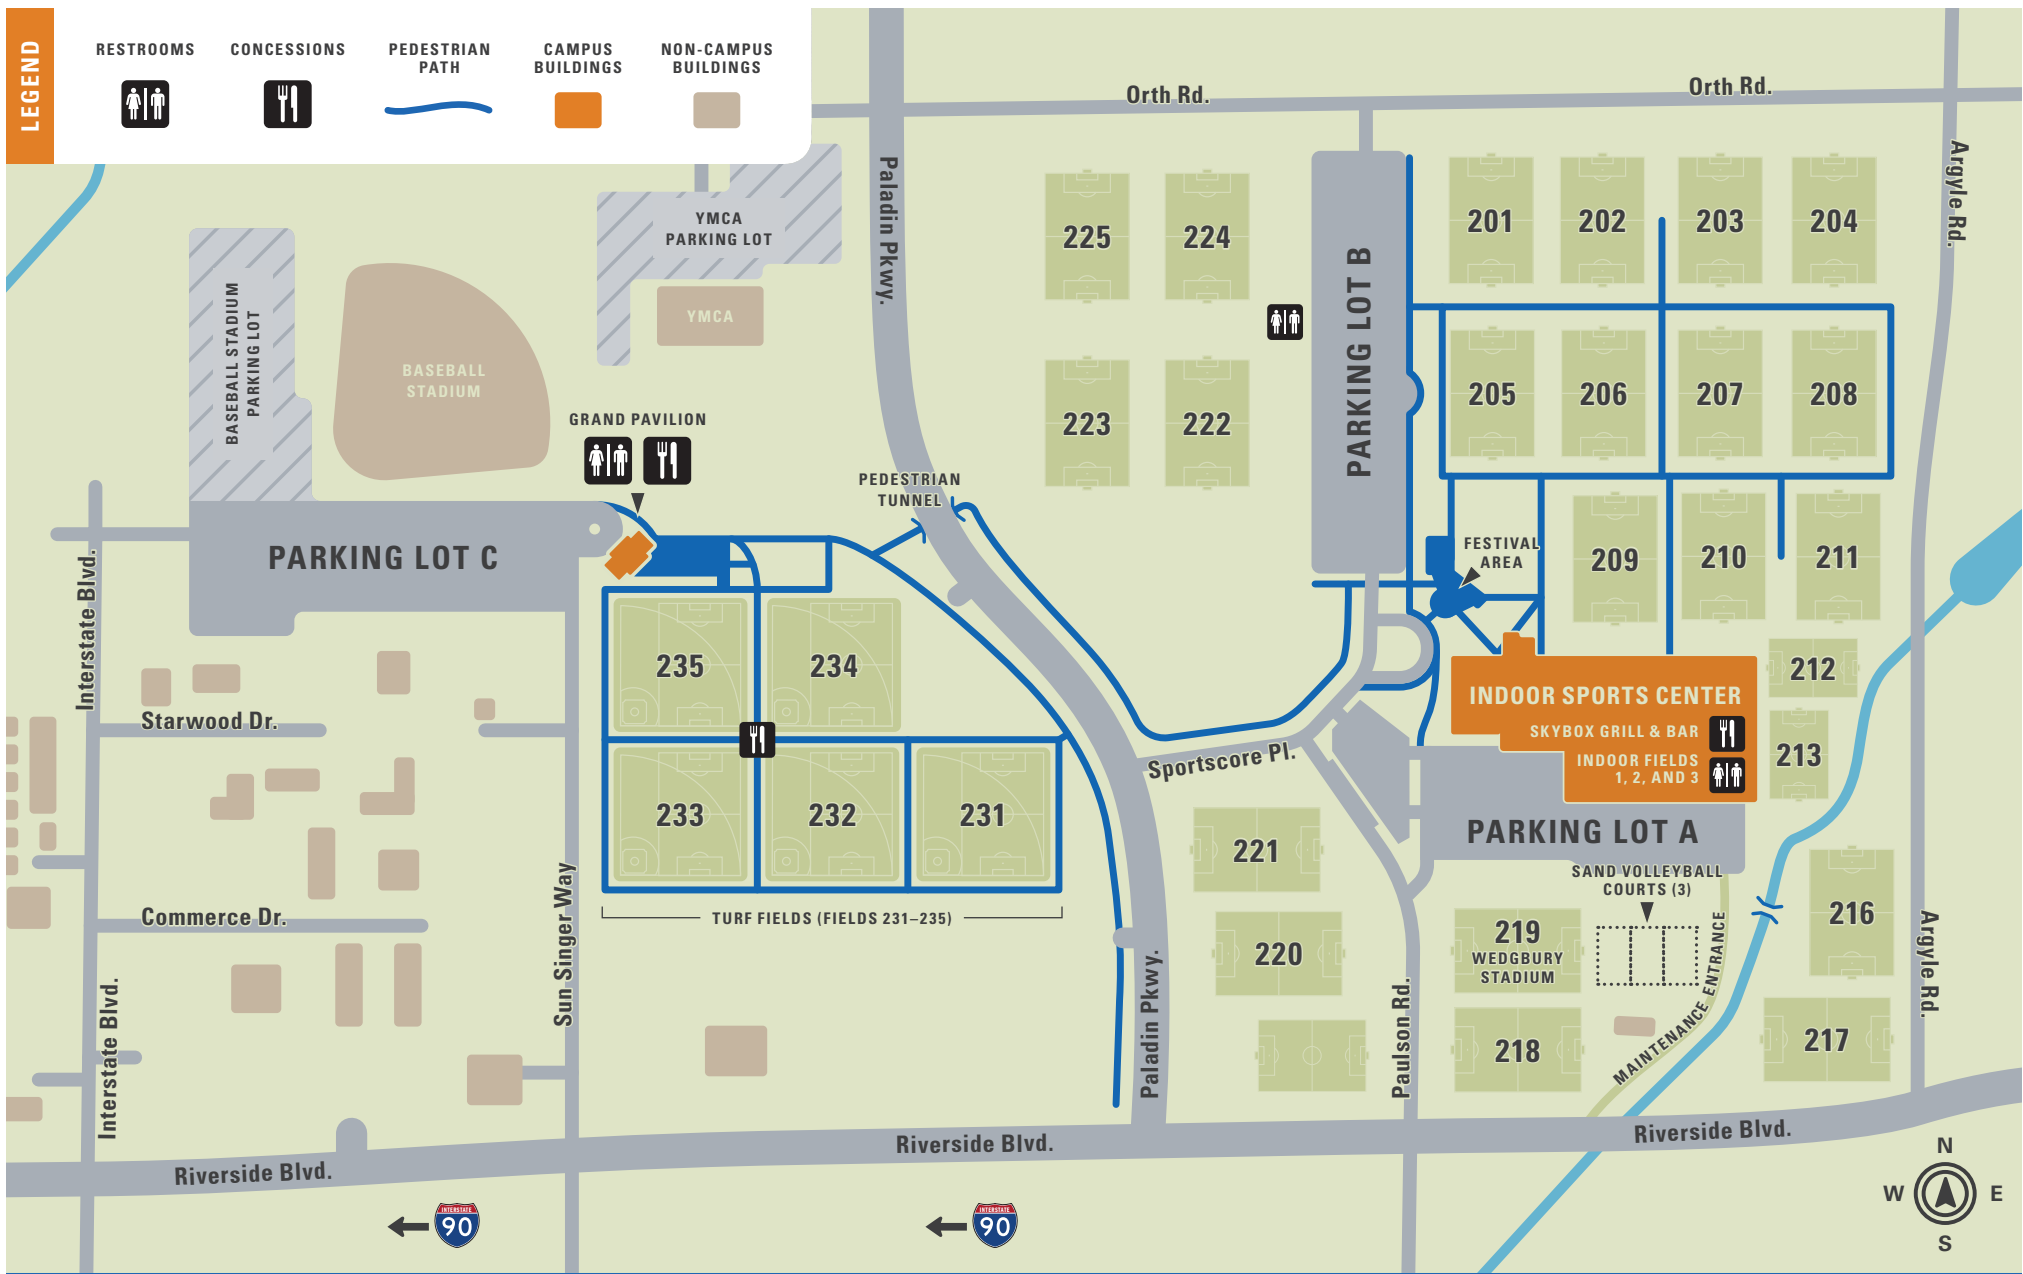 LEGEND
RESTROOMS
CONCESSIONS
PEDESTRIAN
PATH
CAMPUS
BUILDINGS
NON-CAMPUS
BUILDINGS
Orth Rd.
Orth Rd.
Paladin Pkwy.
Argyle Rd.
YMCA
PARKING LOT
YMCA
BASEBALL STADIUM
PARKING LOT
BASEBALL
STADIUM
GRAND PAVILION
PEDESTRIAN
TUNNEL
PARKING LOT C
PARKING LOT B
225
224
223
222
201
202
203
204
205
206
207
208
209
210
211
212
213
FESTIVAL
AREA
INDOOR SPORTS CENTER
SKYBOX GRILL & BAR
INDOOR FIELDS
1, 2, AND 3
PARKING LOT A
SAND VOLLEYBALL
COURTS (3)
235
234
233
232
231
TURF FIELDS (FIELDS 231–235)
Interstate Blvd.
Starwood Dr.
Commerce Dr.
Sun Singer Way
Interstate Blvd.
Sportscore Pl.
221
220
219
WEDGBURY
STADIUM
218
216
217
MAINTENANCE ENTRANCE
Paladin Pkwy.
Paulson Rd.
Argyle Rd.
Riverside Blvd.
Riverside Blvd.
Riverside Blvd.
INTERSTATE
90
INTERSTATE
90
N
W E
S